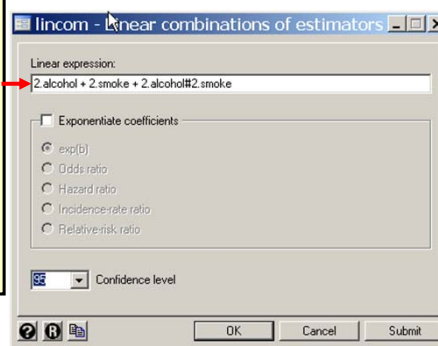 lincom - Linear combinations of estimators
Linear expression:
2.alcohol + 2.smoke + 2.alcohol#2.smoke
Exponentiate coefficients
exp(b)
Odds ratio
Hazard ratio
Incidence-rate ratio
Relative-risk ratio
95 Confidence level
OK Cancel Submit